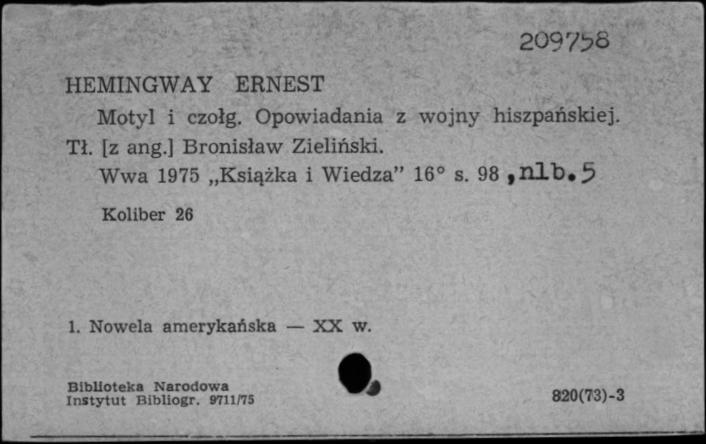 209758
HEMINGWAY ERNEST
Motyl i czołg. Opowiadania z wojny hiszpańskiej.
Tł. [z ang.] Bronisław Zieliński.
Wwa 1975 „Książka i Wiedza” 16° s. 98 , nlb. 5
Koliber 26
1. Nowela amerykańska — XX w.
Biblioteka Narodowa
Instytut Bibliogr. 9711/75
820(73)-3